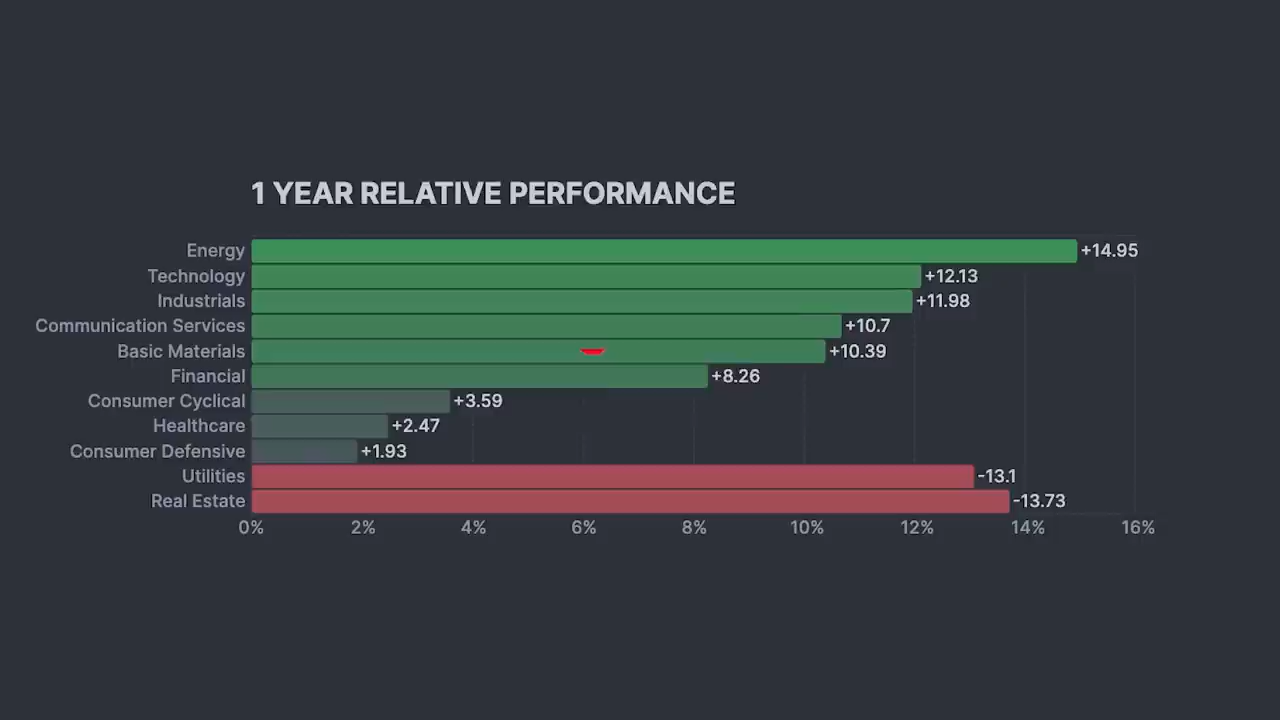 1 YEAR RELATIVE PERFORMANCE
Energy +14.95
Technology +12.13
Industrials +11.98
Communication Services +10.7
Basic Materials +10.39
Financial +8.26
Consumer Cyclical +3.59
Healthcare +2.47
Consumer Defensive +1.93
Utilities -13.1
Real Estate -13.73
0% 2% 4% 6% 8% 10% 12% 14% 16%